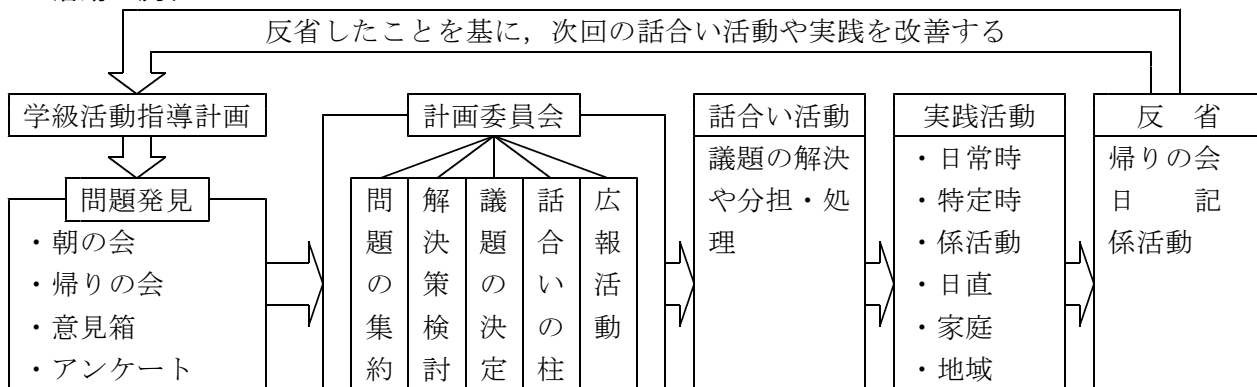 反省したことを基に，次回の話合い活動や実践を改善する
学級活動指導計画
問題発見
・朝の会
・帰りの会
・意見箱
・アンケート
計画委員会
問題の集約
解決策検討
議題の決定
話合いの柱
広報活動
話合い活動
議題の解決
や分担・処
理
実践活動
・日常時
・特定時
・係活動
・日直
・家庭
・地域
反　省
帰りの会
日　　記
係活動